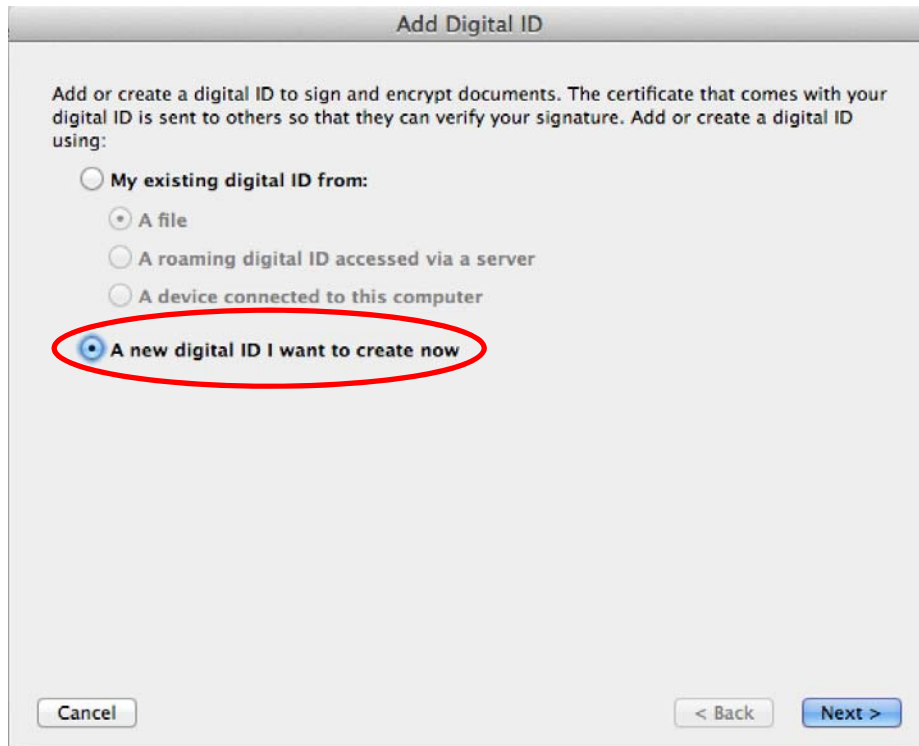 Add Digital ID
Add or create a digital ID to sign and encrypt documents. The certificate that comes with your
digital ID is sent to others so that they can verify your signature. Add or create a digital ID
using:
My existing digital ID from:
A file
A roaming digital ID accessed via a server
A device connected to this computer
A new digital ID I want to create now
Cancel
< Back
Next >